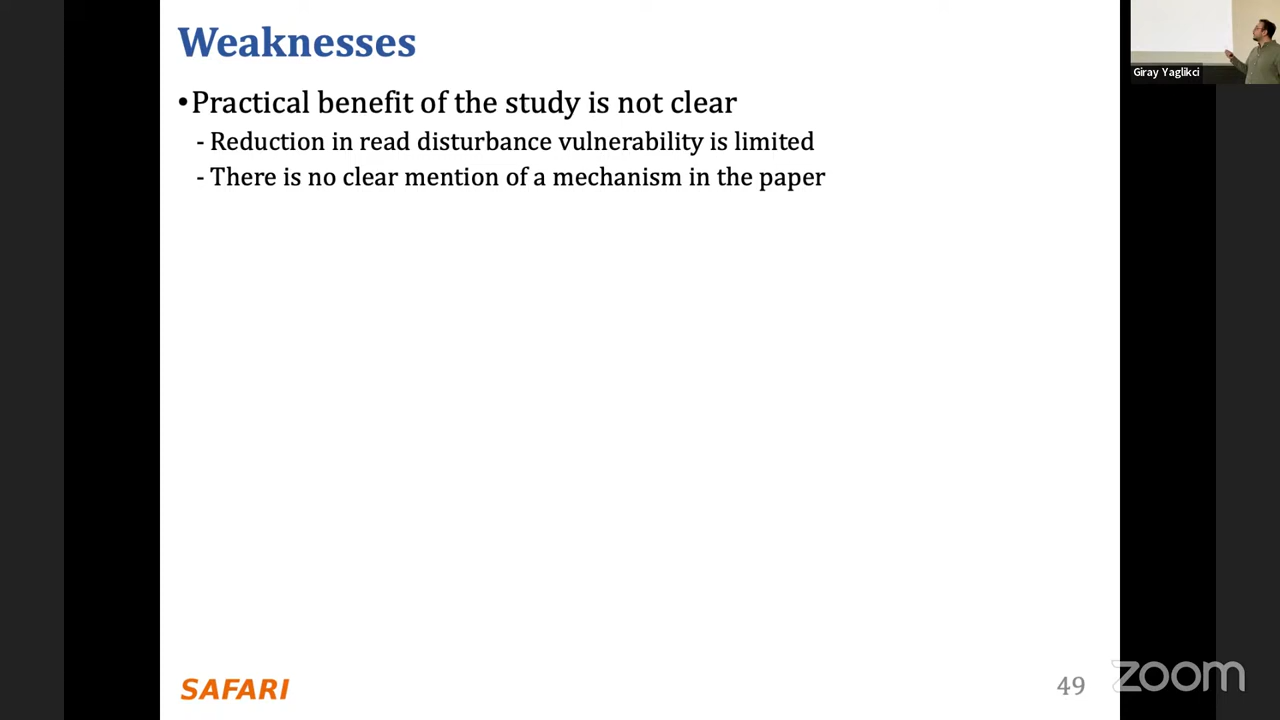 Weaknesses
Giray Yaglikci
•Practical benefit of the study is not clear
- Reduction in read disturbance vulnerability is limited
- There is no clear mention of a mechanism in the paper
SAFARI
49
zoom